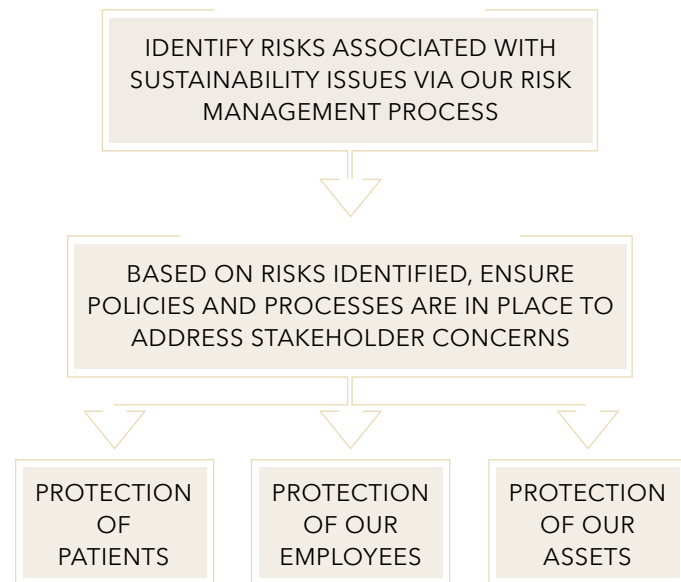 IDENTIFY RISKS ASSOCIATED WITH
SUSTAINABILITY ISSUES VIA OUR RISK
MANAGEMENT PROCESS
BASED ON RISKS IDENTIFIED, ENSURE
POLICIES AND PROCESSES ARE IN PLACE TO
ADDRESS STAKEHOLDER CONCERNS
PROTECTION
OF
PATIENTS
PROTECTION
OF OUR
EMPLOYEES
PROTECTION
OF OUR
ASSETS